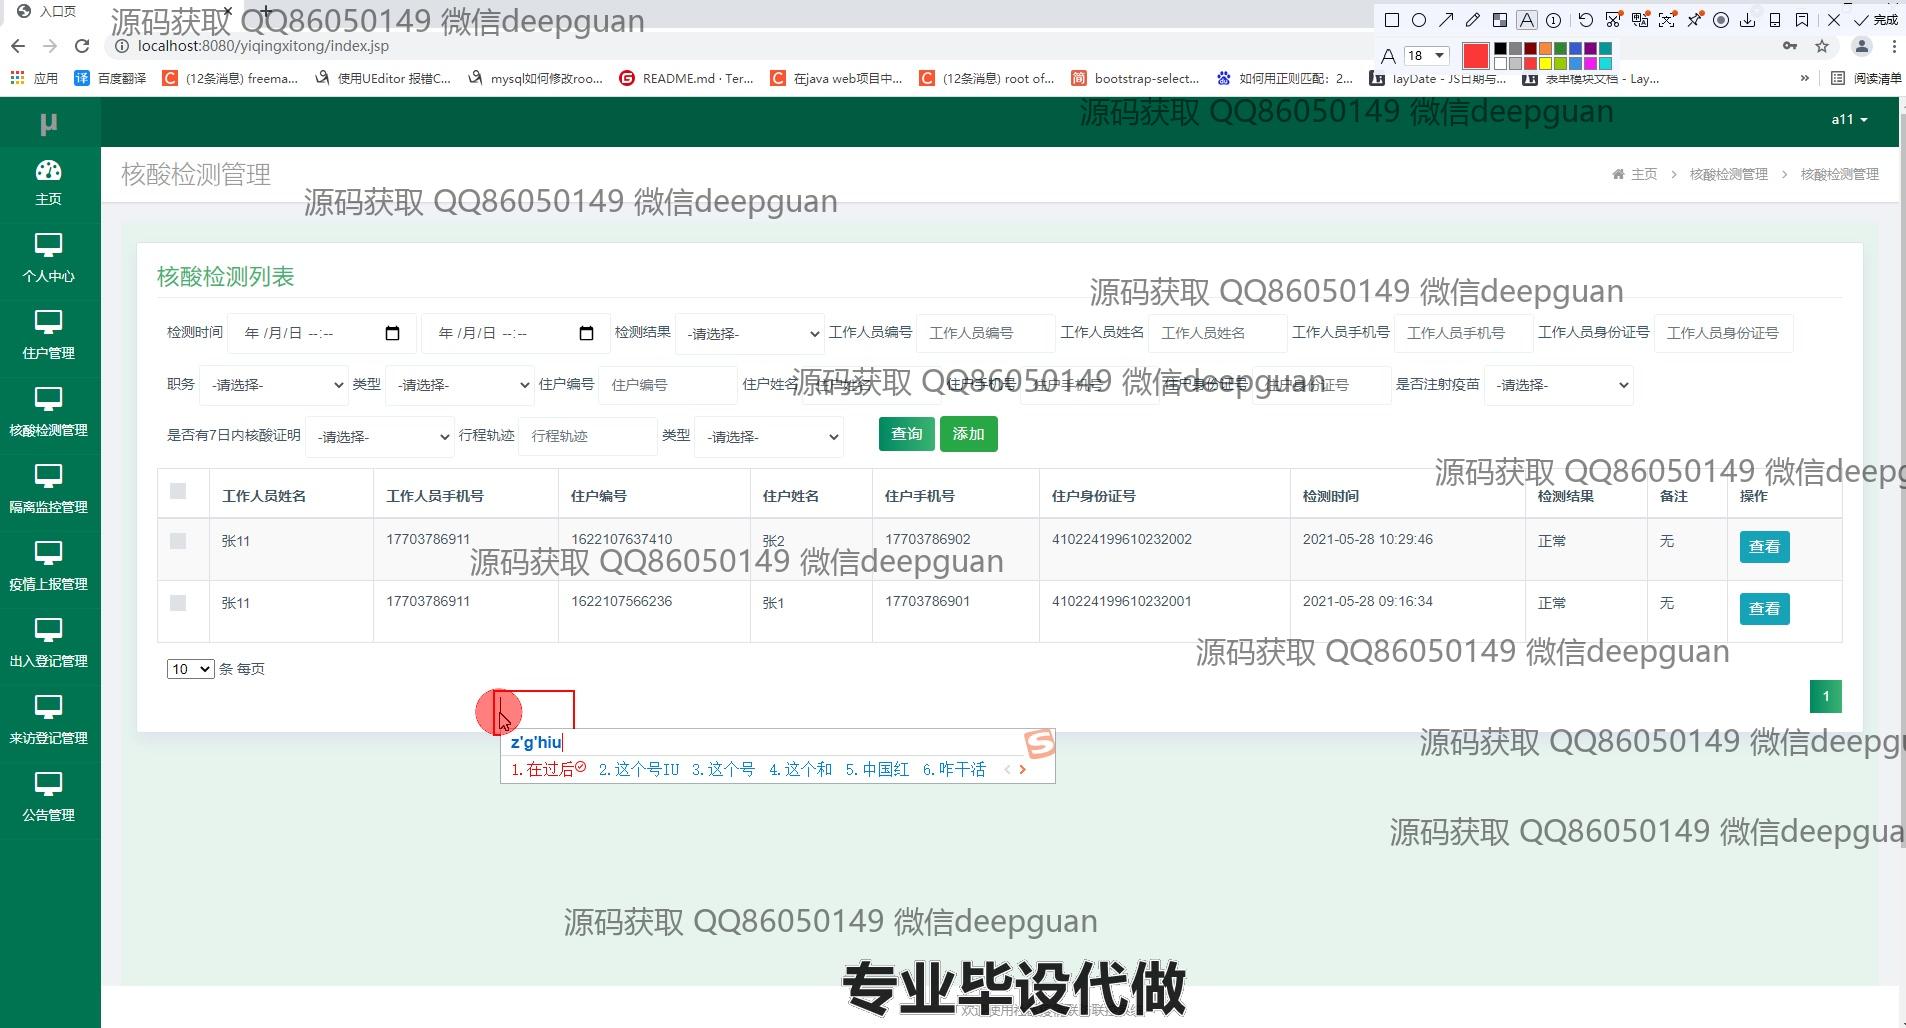 入口页
源码获取 QQ86050149 微信deepguan
完成
localhost:8080/yiqingxitong/index.jsp
A 18
应用 百度翻译 (12条消息) freema... 使用UEditor 报错C... mysql如何修改roo... README.md · Ter... 在java web项目中... (12条消息) root of... bootstrap-select... 如何用正则匹配：2... layDate - JS日期与... 表单模块文档 - Lay... » 阅读清单
μ
源码获取 QQ86050149 微信deepguan
a11
核酸检测管理
主页 > 核酸检测管理 > 核酸检测管理
源码获取 QQ86050149 微信deepguan
主页
个人中心
住户管理
核酸检测管理
隔离监控管理
疫情上报管理
出入登记管理
来访登记管理
公告管理
核酸检测列表
源码获取 QQ86050149 微信deepguan
检测时间 年 /月/日 --:-- 年 /月/日 --:-- 检测结果 -请选择- 工作人员编号 工作人员编号 工作人员姓名 工作人员姓名 工作人员手机号 工作人员手机号 工作人员身份证号 工作人员身份证号
职务 -请选择- 类型 -请选择- 住户编号 住户编号 住户姓名 住户姓名 住户手机号 住户手机号 住户身份证号 住户身份证号 是否注射疫苗 -请选择-
源码获取 QQ86050149 微信deepguan
是否有7日内核酸证明 -请选择- 行程轨迹 行程轨迹 类型 -请选择- 查询 添加
源码获取 QQ86050149 微信deepg
工作人员姓名 工作人员手机号 住户编号 住户姓名 住户手机号 住户身份证号 检测时间 检测结果 备注 操作
张11 17703786911 1622107637410 张2 17703786902 410224199610232002 2021-05-28 10:29:46 正常 无 查看
源码获取 QQ86050149 微信deepguan
张11 17703786911 1622107566236 张1 17703786901 410224199610232001 2021-05-28 09:16:34 正常 无 查看
源码获取 QQ86050149 微信deepguan
10 条 每页
1
z'g'hiu
1.在过后 2.这个号IU 3.这个号 4.这个和 5.中国红 6.咋干活
源码获取 QQ86050149 微信deepgu
源码获取 QQ86050149 微信deepgua
源码获取 QQ86050149 微信deepguan
专业毕设代做